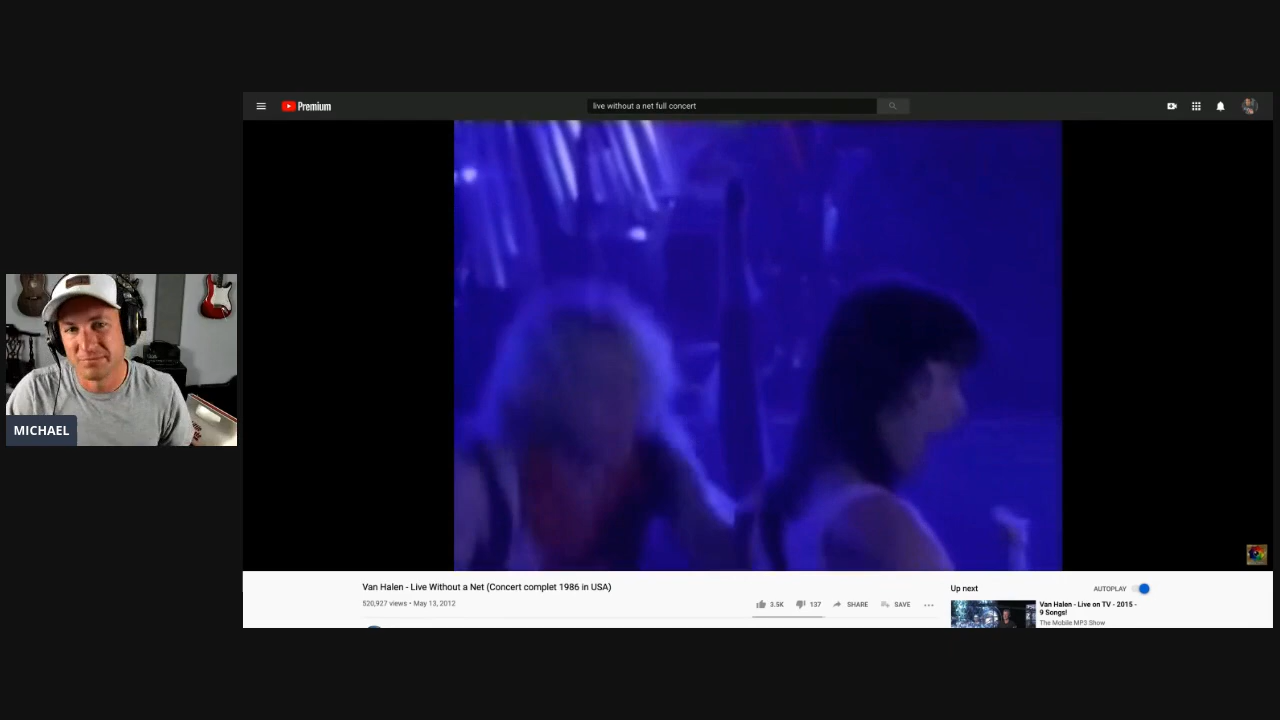 Premium
live without a net full concert
MICHAEL
Van Halen - Live Without a Net (Concert complet 1986 in USA)
520,927 views • May 13, 2012
3.5K
137
SHARE
SAVE
Up next
AUTOPLAY
Van Halen - Live on TV - 2015 -
9 Songs!
The Mobile MP3 Show